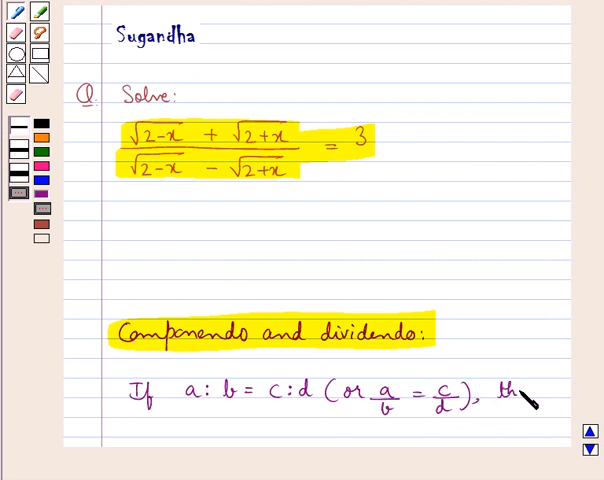 Sugandha
Q. Solve:
√2-x + √2+x / √2-x - √2+x = 3
Componendo and dividendo:
If a : b = c : d (or a/b = c/d), th